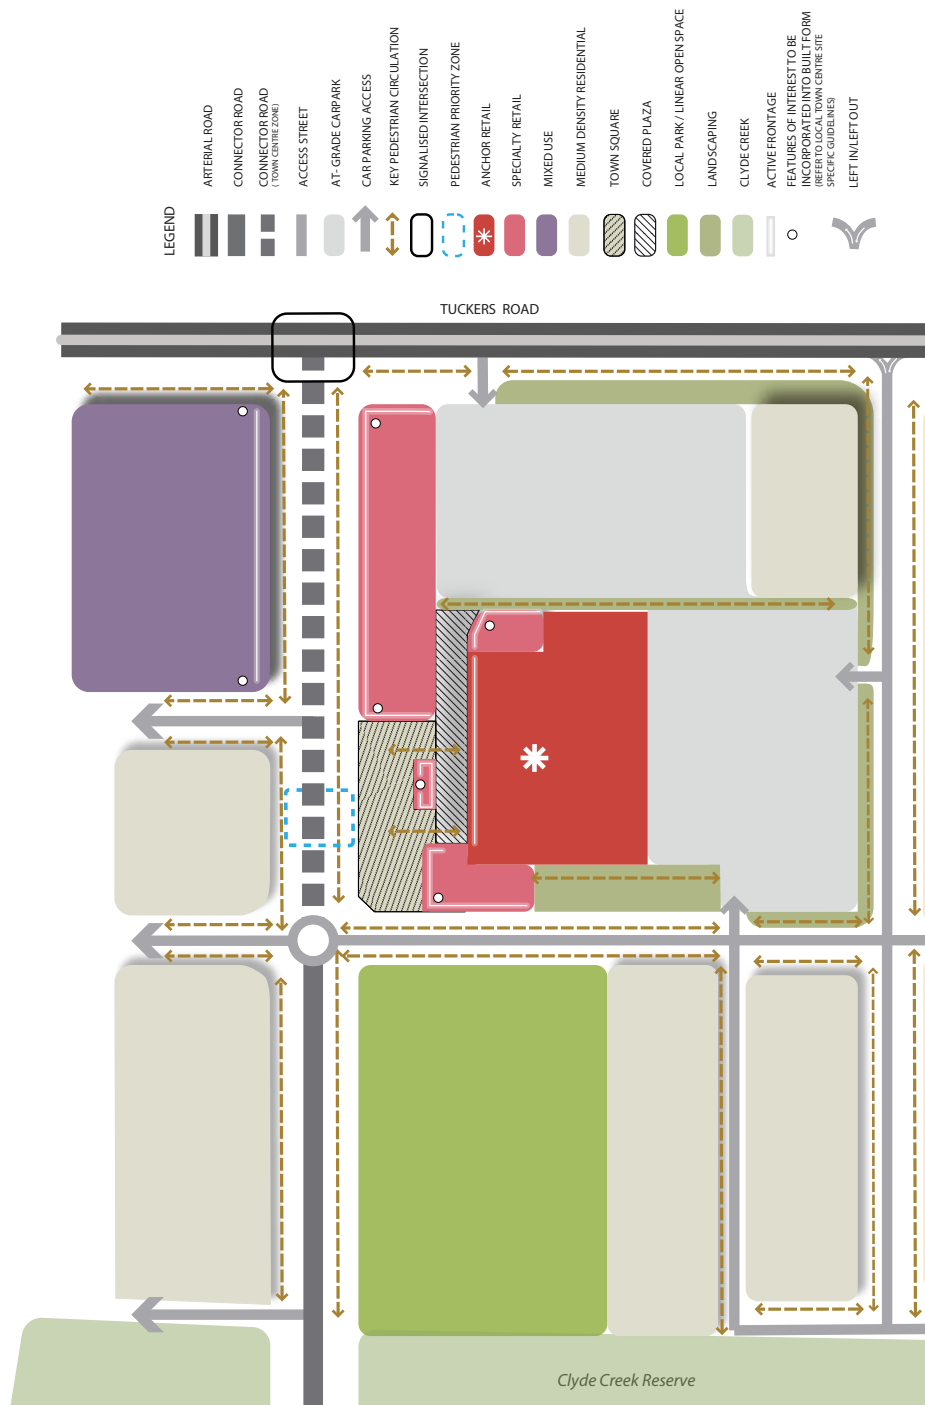 LEGEND
ARTERIAL ROAD
CONNECTOR ROAD
CONNECTOR ROAD
( TOWN CENTRE ZONE)
ACCESS STREET
AT- GRADE CARPARK
CAR PARKING ACCESS
KEY PEDESTRIAN CIRCULATION
SIGNALISED INTERSECTION
PEDESTRIAN PRIORITY ZONE
ANCHOR RETAIL
SPECIALTY RETAIL
MIXED USE
MEDIUM DENSITY RESIDENTIAL
TOWN SQUARE
COVERED PLAZA
LOCAL PARK / LINEAR OPEN SPACE
LANDSCAPING
CLYDE CREEK
ACTIVE FRONTAGE
FEATURES OF INTEREST TO BE
INCORPORATED INTO BUILT FORM
(REFER TO LOCAL TOWN CENTRE SITE
SPECIFIC GUIDELINES)
LEFT IN/LEFT OUT
TUCKERS ROAD
Clyde Creek Reserve